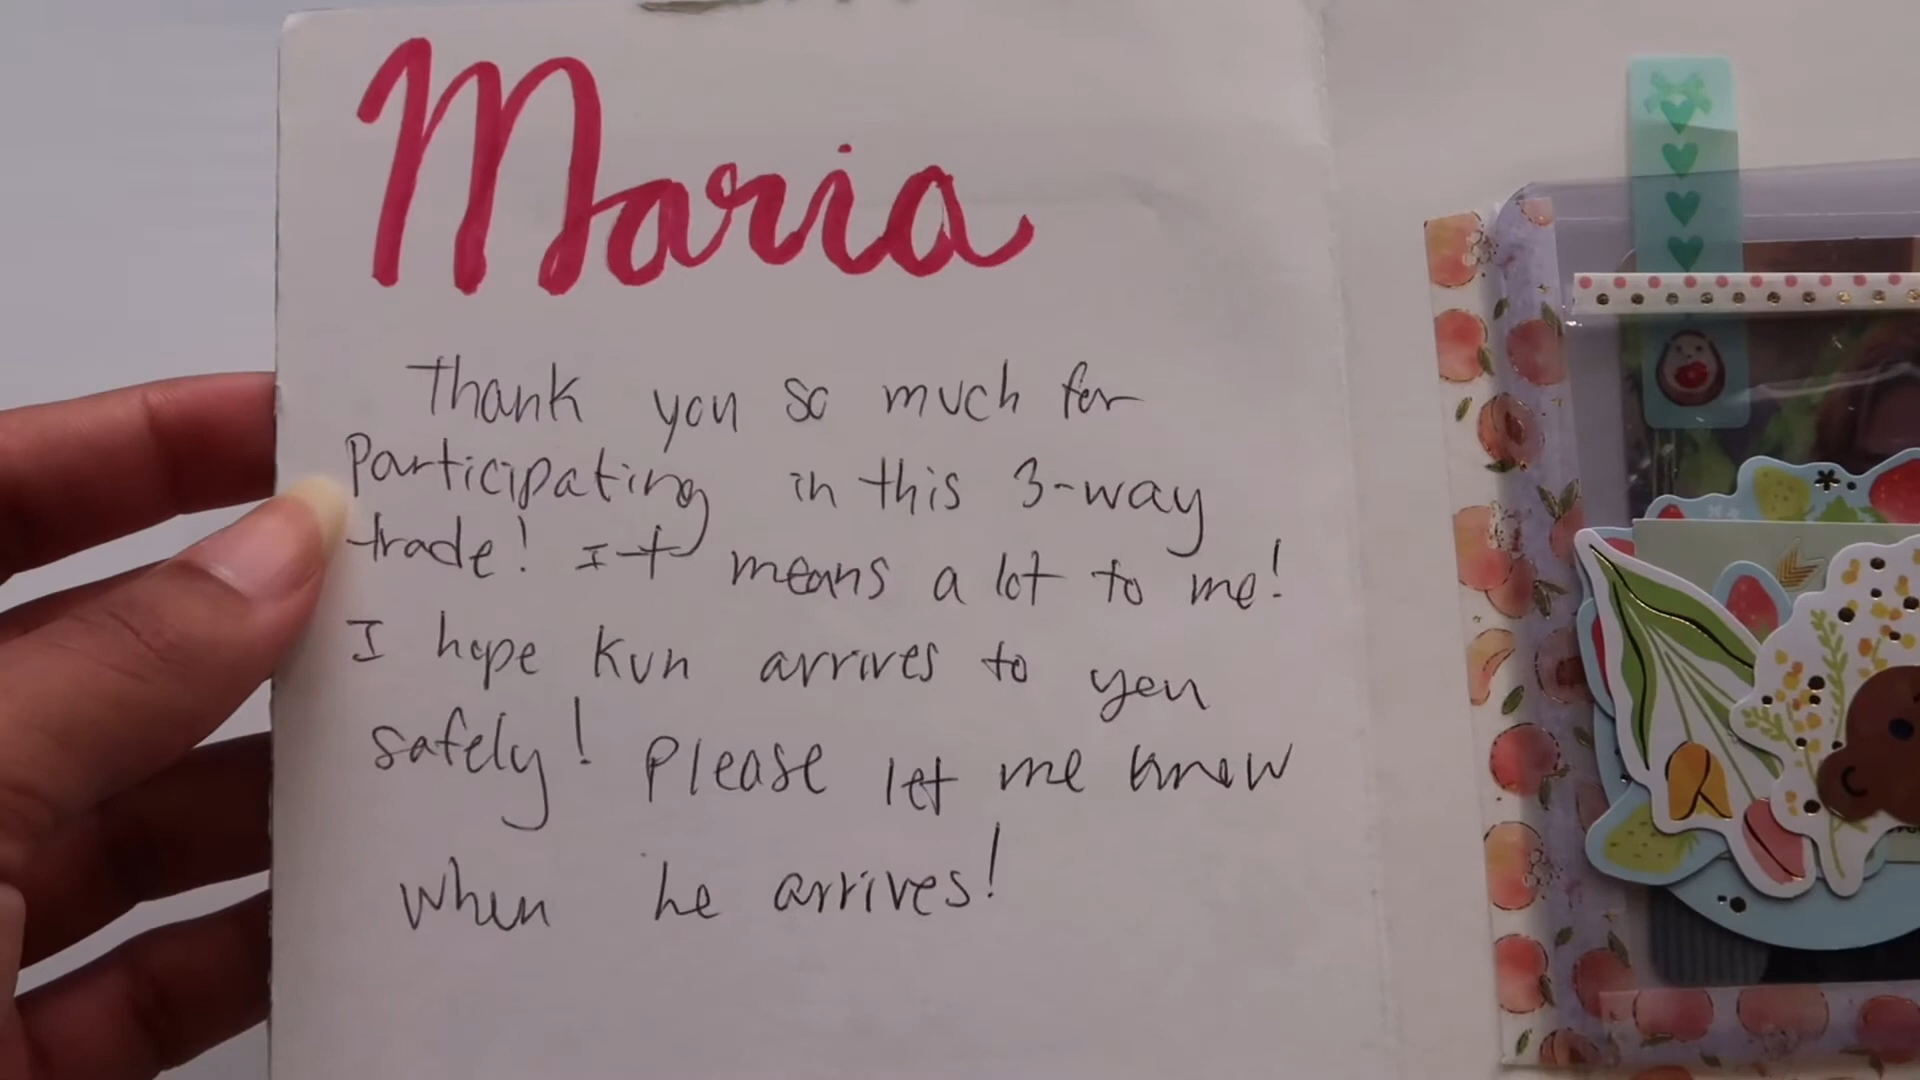 Maria
Thank you so much for
Participating in this 3-way
trade! It means a lot to me!
I hope Kun arrives to you
safely! Please let me know
when he arrives!